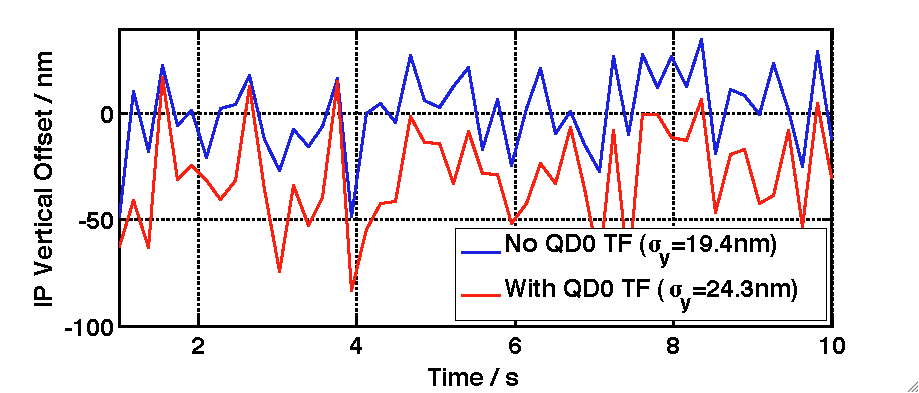 IP Vertical Offset / nm
0
-50
-100
No QD0 TF (σy=19.4nm)
With QD0 TF ( σy=24.3nm)
2 4 6 8 10
Time / s